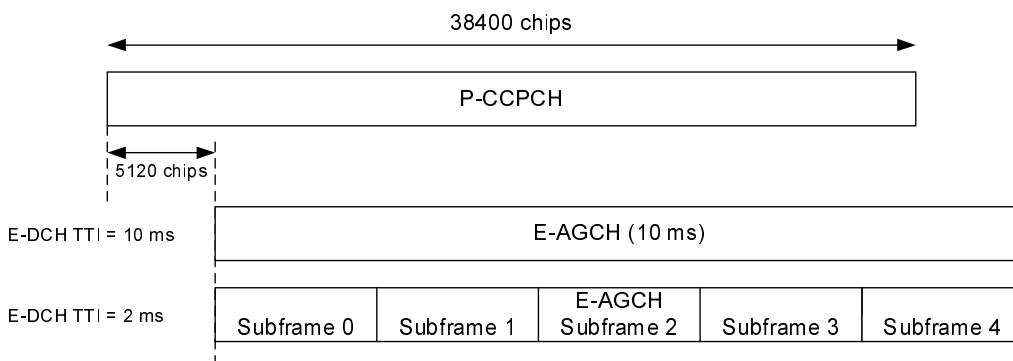 38400 chips
P-CCPCH
5120 chips
E-DCH TTI = 10 ms
E-AGCH (10 ms)
E-DCH TTI = 2 ms
E-AGCH
Subframe 0 Subframe 1 Subframe 2 Subframe 3 Subframe 4